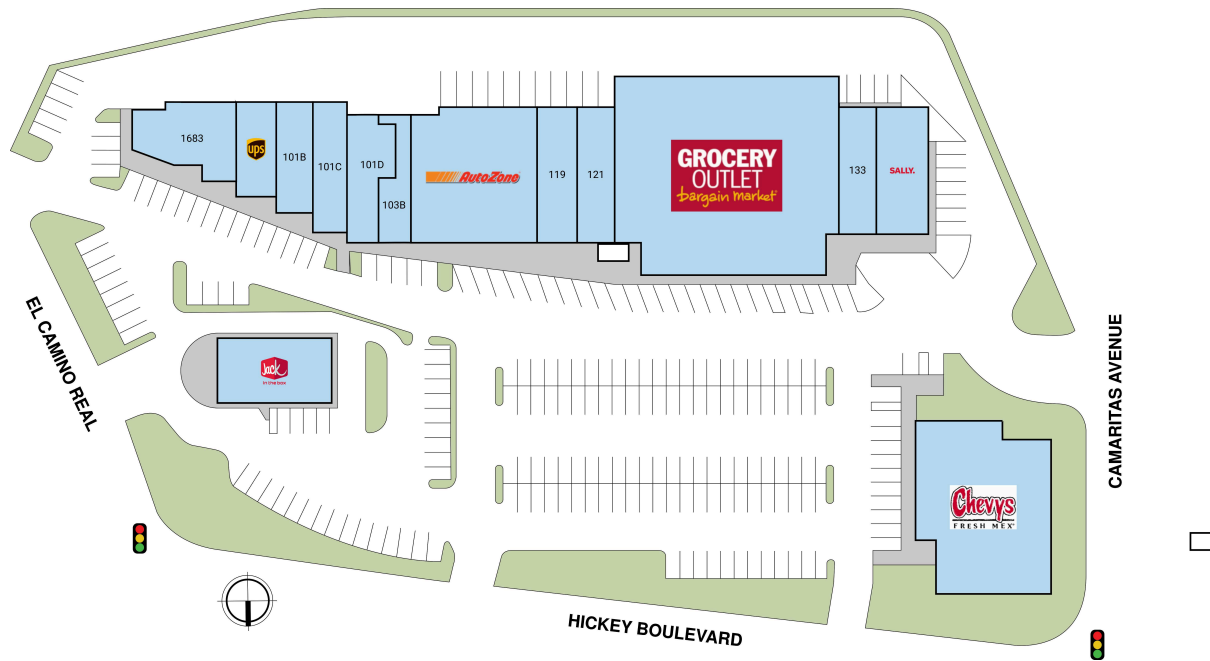 1683
ups
101B
101C
101D
103B
AutoZone
119
121
GROCERY
OUTLET
bargain market
133
SALLY.
EL CAMINO REAL
Jack
in the box
CAMARITAS AVENUE
Chevys
FRESH MEX
HICKEY BOULEVARD